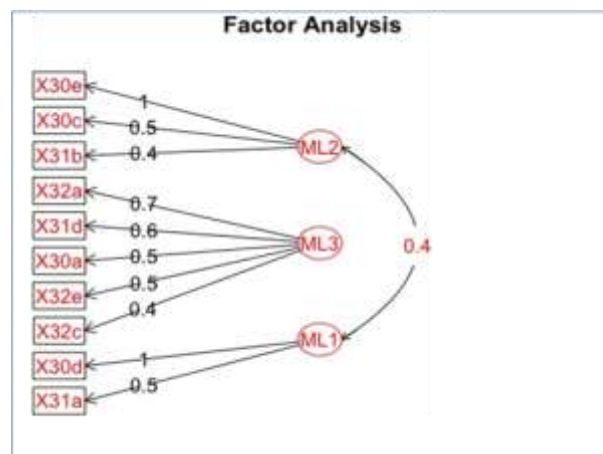 Factor Analysis
X30e
1
X30c
0.5
ML2
X31b
0.4
X32a
0.7
X31d
0.6
ML3
0.4
X30a
0.5
X32e
0.5
X32c
0.4
ML1
X30d
1
X31a
0.5